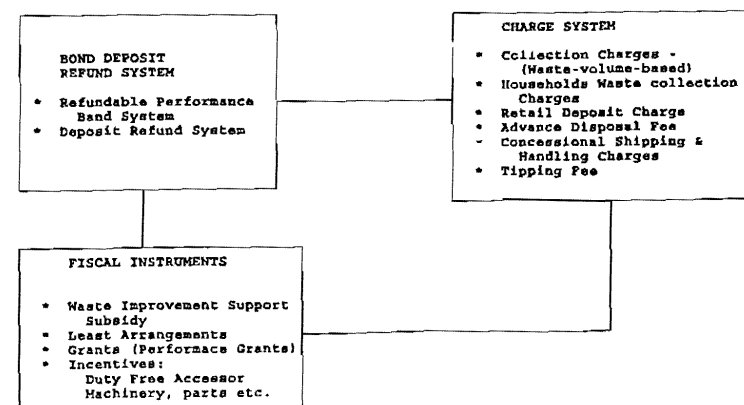 BOND DEPOSIT
REFUND SYSTEM
* Refundable Performance
Band System
* Deposit Refund System
CHARGE SYSTEM
* Collection Charges -
(Waste-volume-based)
* Households Waste collection
Charges
* Retail Deposit Charge
* Advance Disposal Fee
- Concessional Shipping &
Handling Charges
* Tipping Fee
FISCAL INSTRUMENTS
* Waste Improvement Support
Subsidy
* Least Arrangements
* Grants (Performace Grants)
* Incentives:
Duty Free Accessor
Machinery, parts etc.